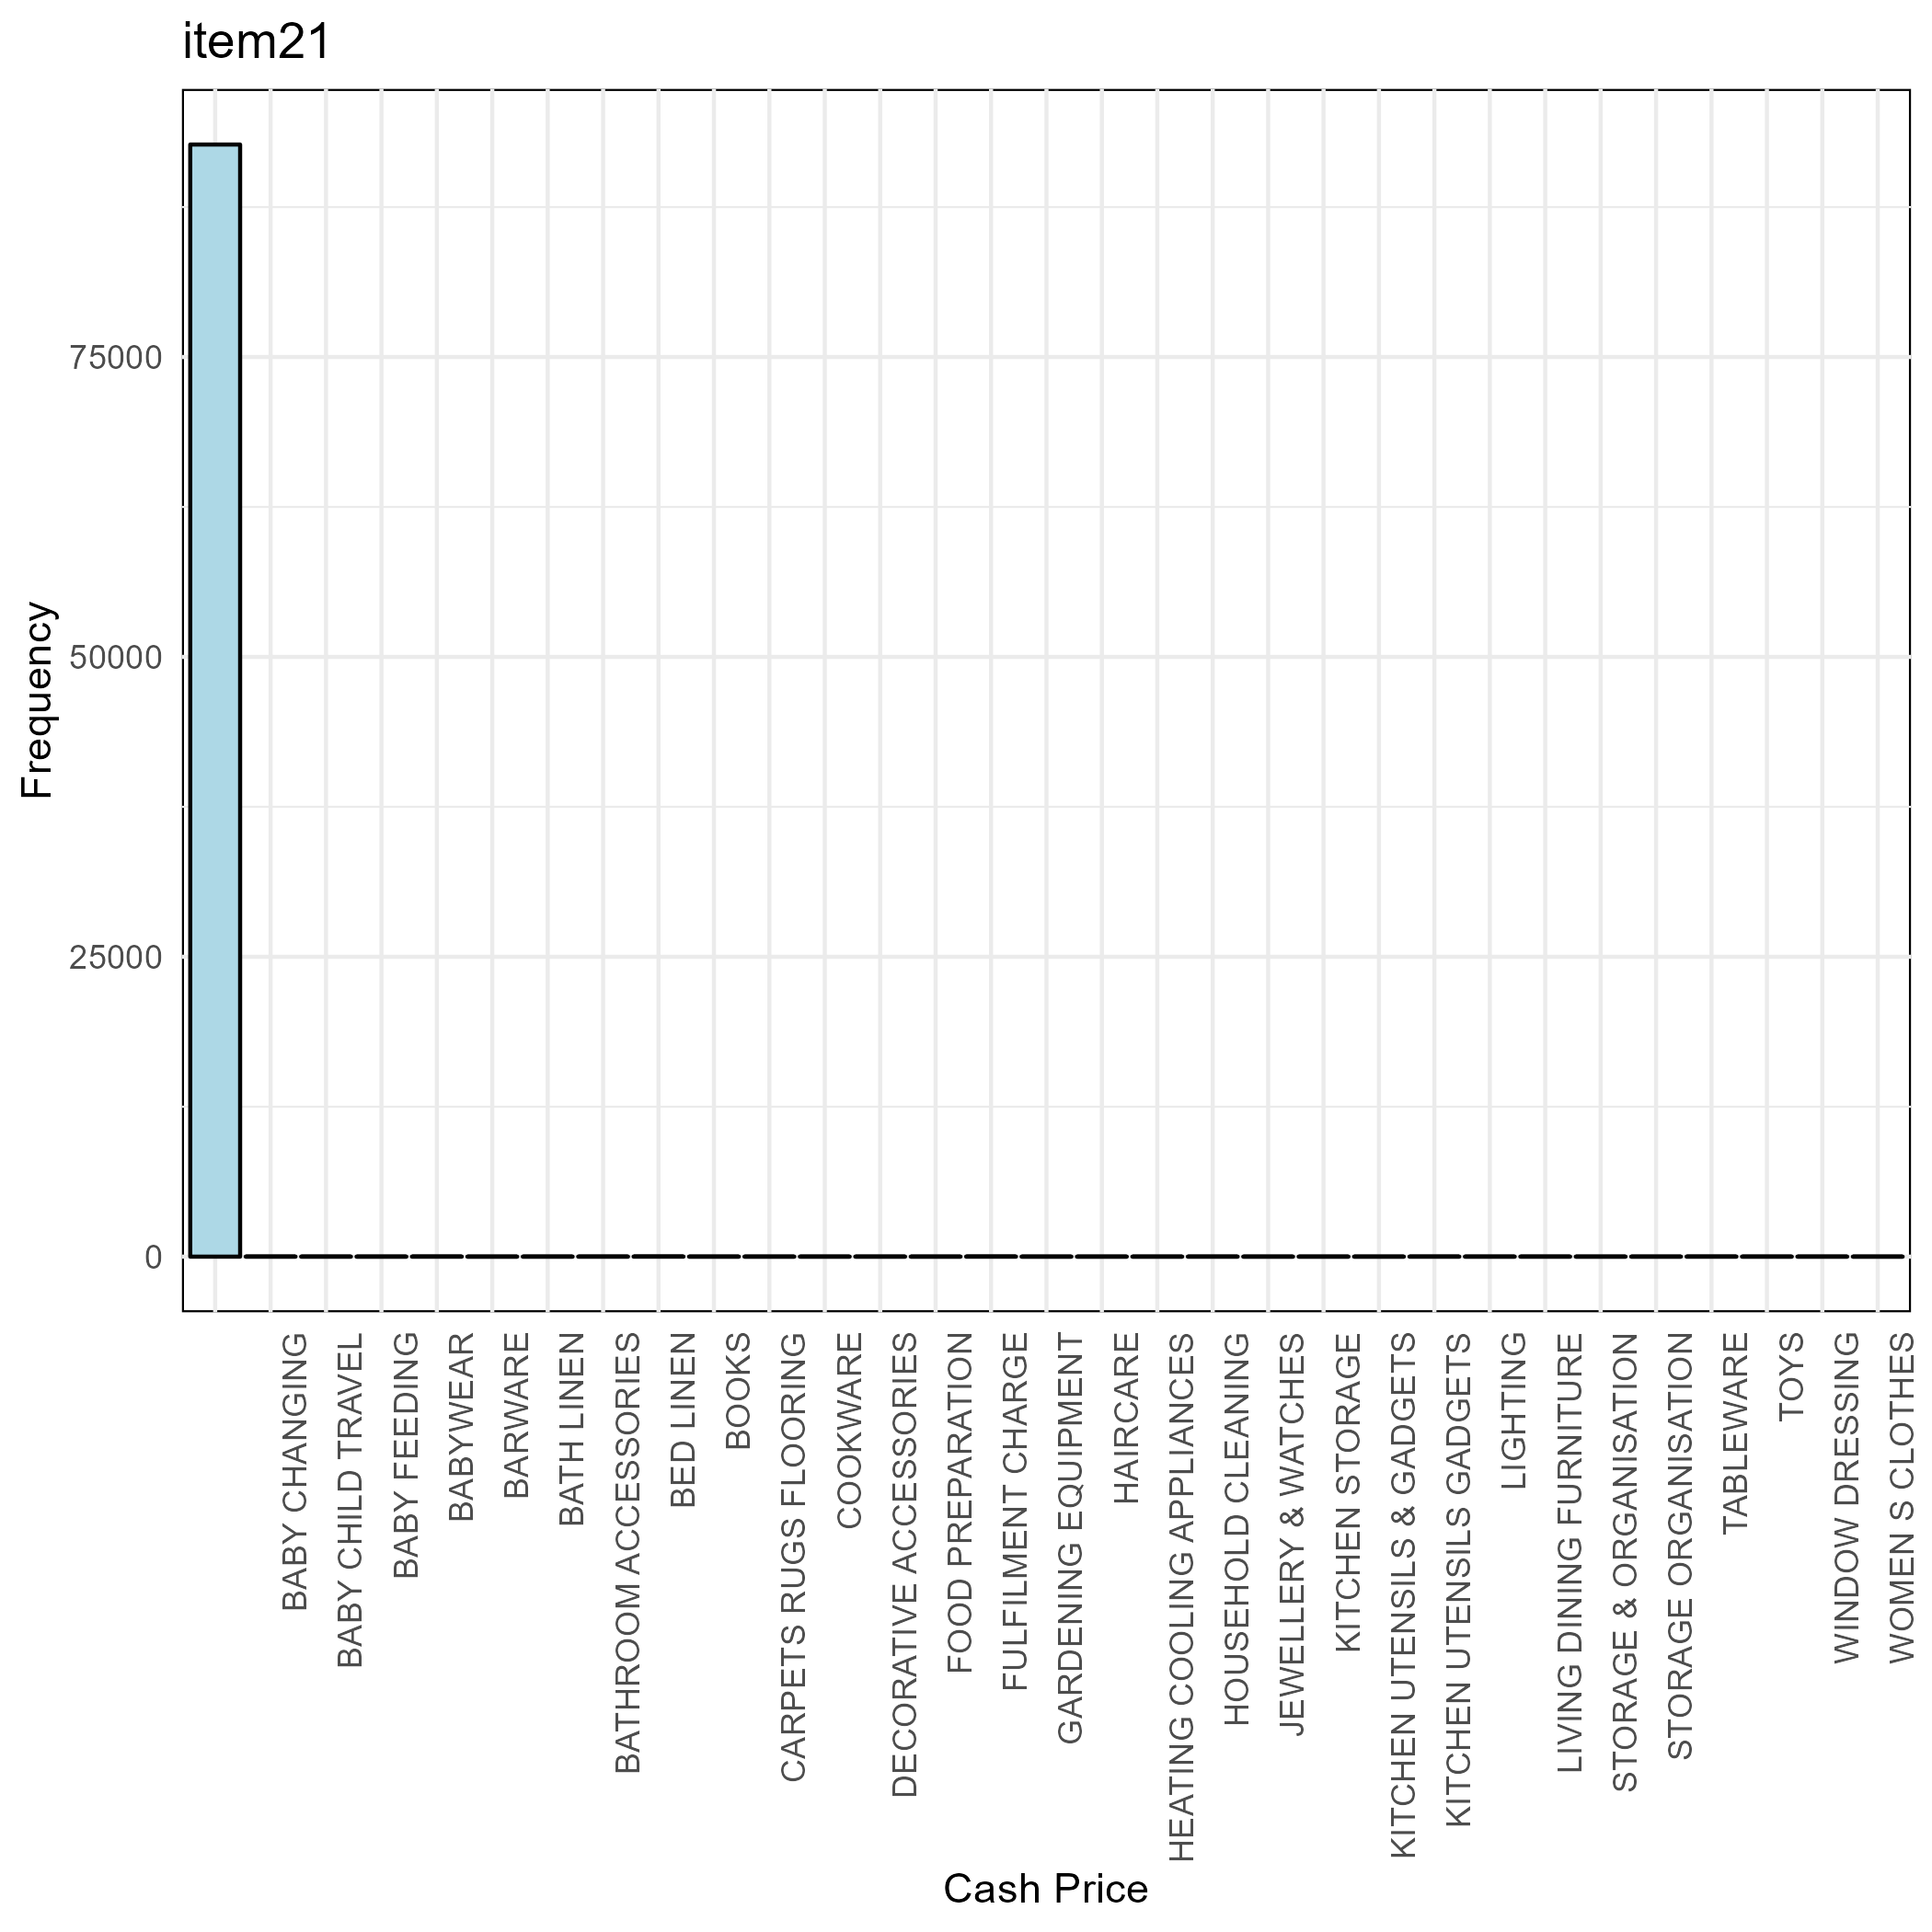 item21
Frequency
75000
50000
25000
0
BABY CHANGING
BABY CHILD TRAVEL
BABY FEEDING
BABYWEAR
BARWARE
BATH LINEN
BATHROOM ACCESSORIES
BED LINEN
BOOKS
CARPETS RUGS FLOORING
COOKWARE
DECORATIVE ACCESSORIES
FOOD PREPARATION
FULFILMENT CHARGE
GARDENING EQUIPMENT
HAIRCARE
HEATING COOLING APPLIANCES
HOUSEHOLD CLEANING
JEWELLERY & WATCHES
KITCHEN STORAGE
KITCHEN UTENSILS & GADGETS
KITCHEN UTENSILS GADGETS
LIGHTING
LIVING DINING FURNITURE
STORAGE & ORGANISATION
STORAGE ORGANISATION
TABLEWARE
TOYS
WINDOW DRESSING
WOMEN S CLOTHES
Cash Price